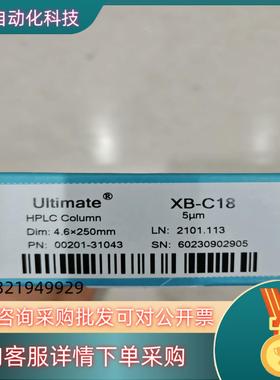 自动化科技
Ultimate® XB-C18
HPLC Column 5μm
Dim: 4.6×250mm LN: 2101.113
PN: 00201-31043 SN: 60230902905
821949929
咨询采购批发可对公开票
客服详情下单采购